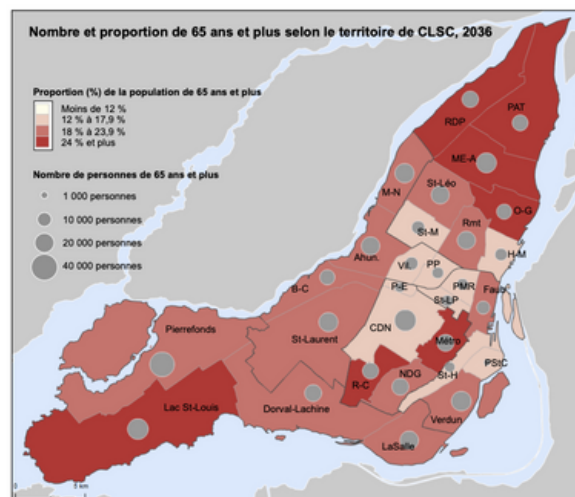 Nombre et proportion de 65 ans et plus selon le territoire de CLSC, 2036
Proportion (%) de la population de 65 ans et plus
Moins de 12 %
12 % à 17,9 %
18 % à 23,9 %
24 % et plus
Nombre de personnes de 65 ans et plus
1 000 personnes
10 000 personnes
20 000 personnes
40 000 personnes
RDP
PAT
ME-A
M-N
St-Léo
O-G
St-M
Rmt
H-M
Ahun.
Vil.
PP
B-C
P-E
PMR
Faub
St-LP
Pierrefonds
St-Laurent
CDN
Métro
PStC
R-C
NDG
St-H
Lac St-Louis
Dorval-Lachine
Verdun
LaSalle
0
5 km